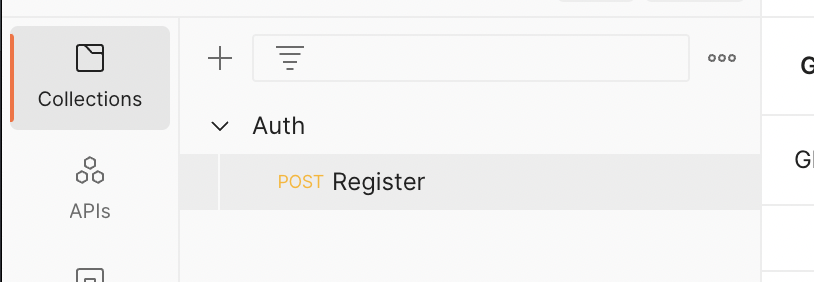 Collections
Auth
POST Register
APIs